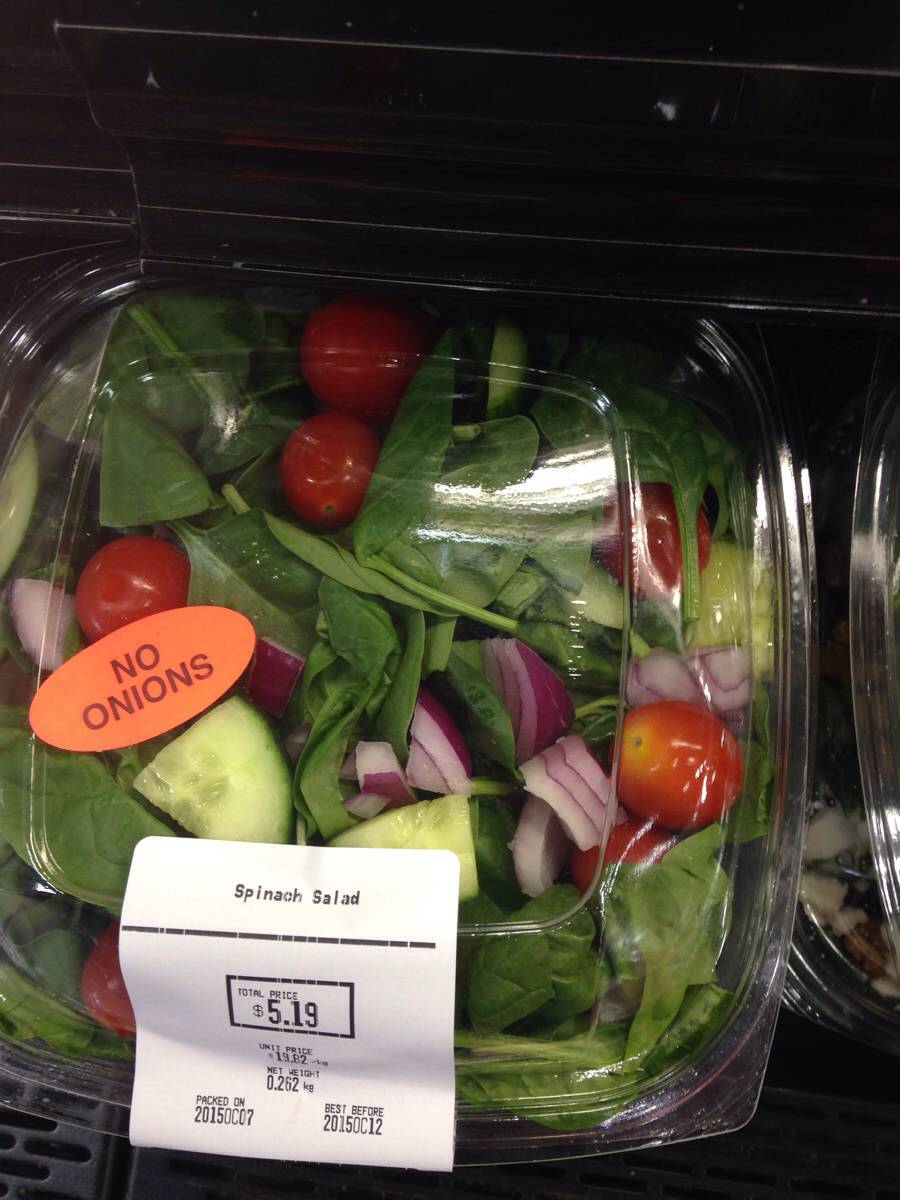 NO
ONIONS
Spinach Salad
TOTAL PRICE
$ 5.19
UNIT PRICE
$ 19.82 /kg
NET WEIGHT
0.262 kg
PACKED ON
2015OC07
BEST BEFORE
2015OC12